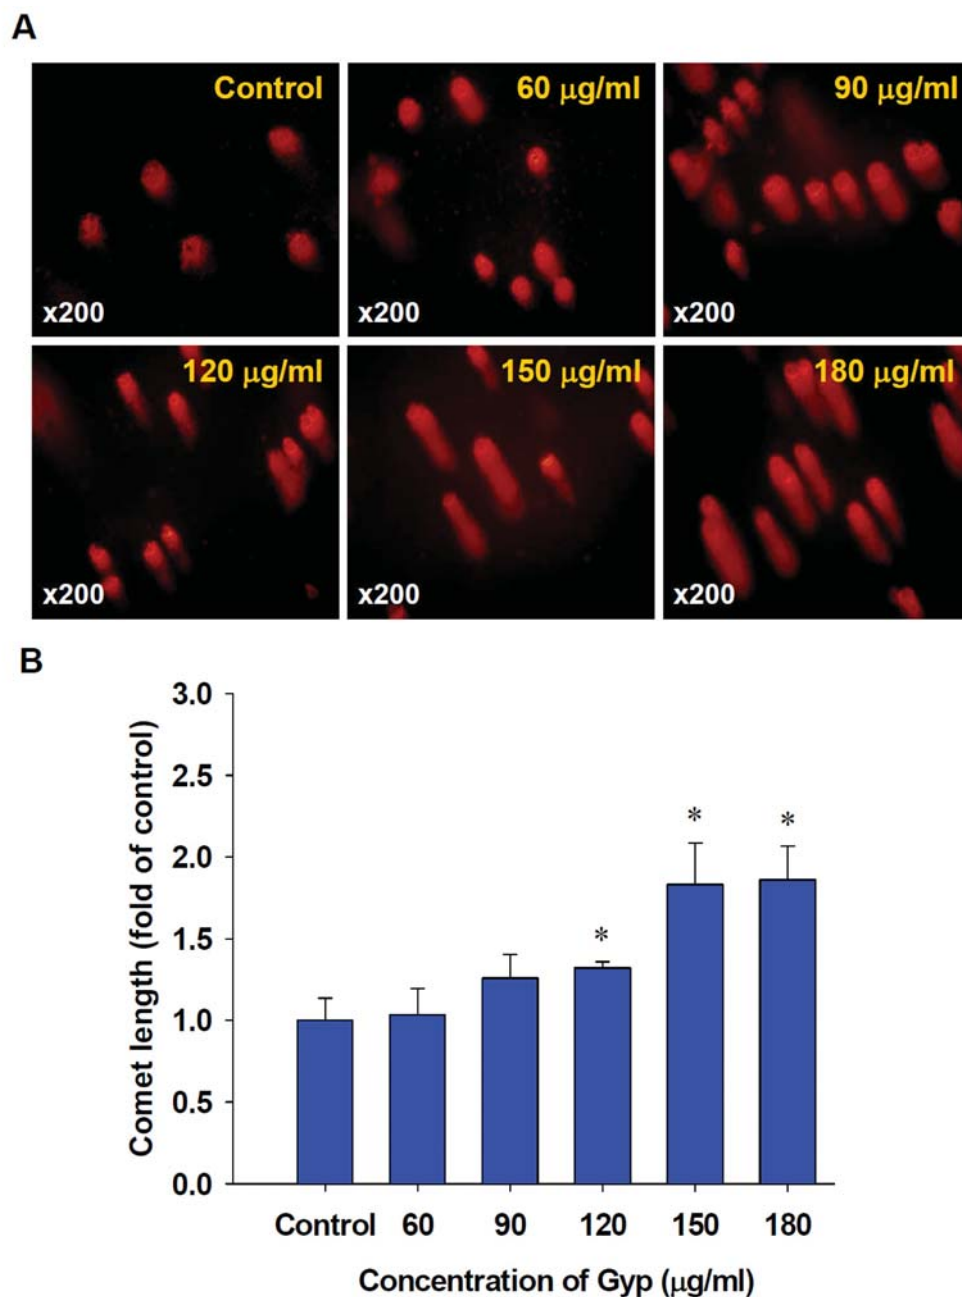 A
Control
60 μg/ml
90 μg/ml
x200
x200
x200
120 μg/ml
150 μg/ml
180 μg/ml
x200
x200
x200
B
Comet length (fold of control)
3.0
2.5
2.0
1.5
1.0
0.5
0.0
*
*
*
Control 60 90 120 150 180
Concentration of Gyp (μg/ml)